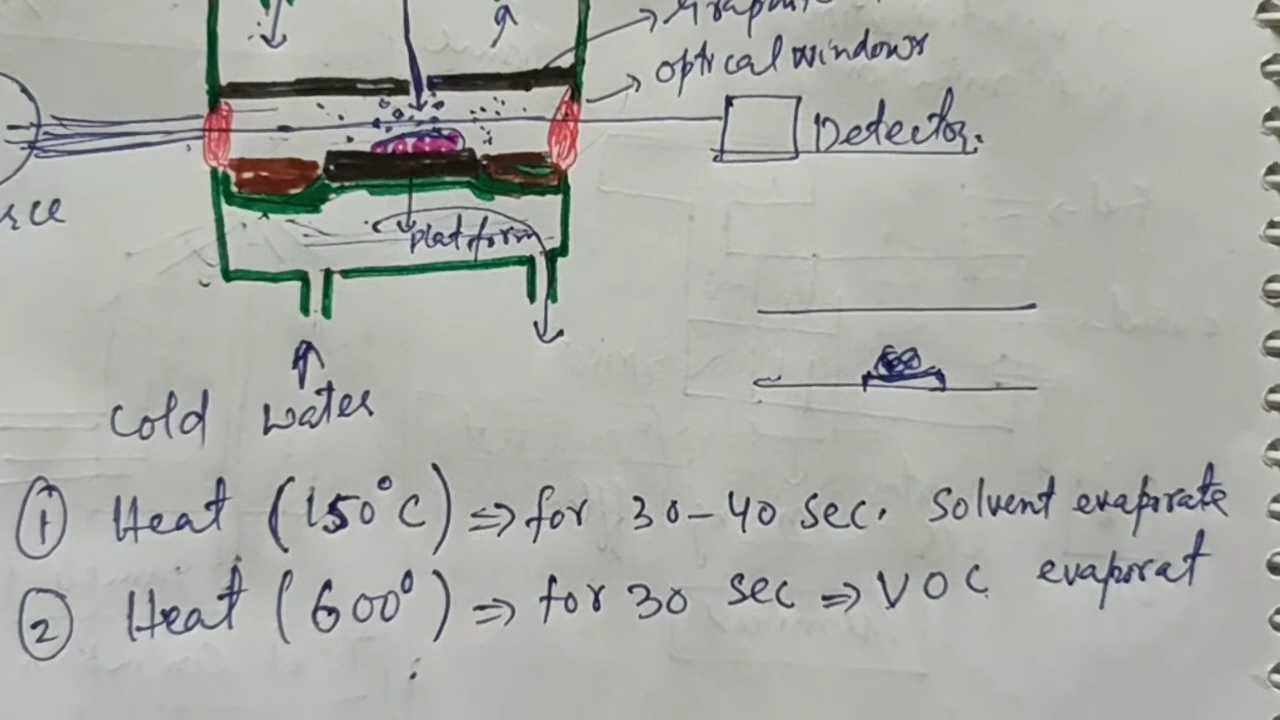 optical windows
Detector.
platform
cold water
① Heat (150°C) ⇒ for 30-40 sec. Solvent evaporate
② Heat (600°) ⇒ for 30 sec ⇒ VOC evaporat